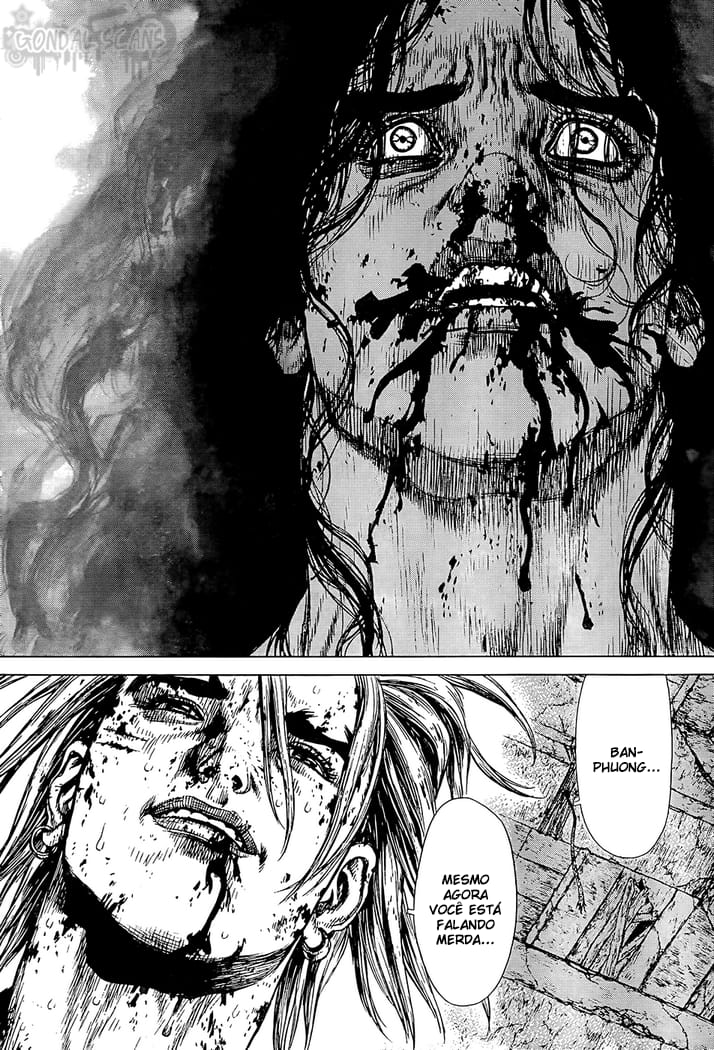 GONDAL SCANS
BAN-
PHUONG...
MESMO
AGORA
VOCÊ ESTÁ
FALANDO
MERDA...